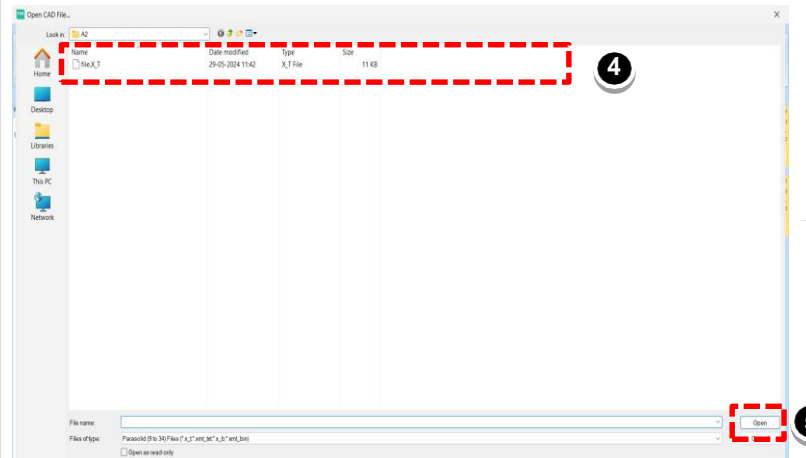 Open CAD File...
X
Look in: A2
Name Date modified Type Size
file.X_T 29-05-2024 11:42 X_T File 11 KB
4
Home
Desktop
Libraries
This PC
Network
File name:
Open
Files of type: Parasolid (9 to 34) Files (*.x_t;*.xmt_txt;*.x_b;*.xmt_bin)
Open as read-only